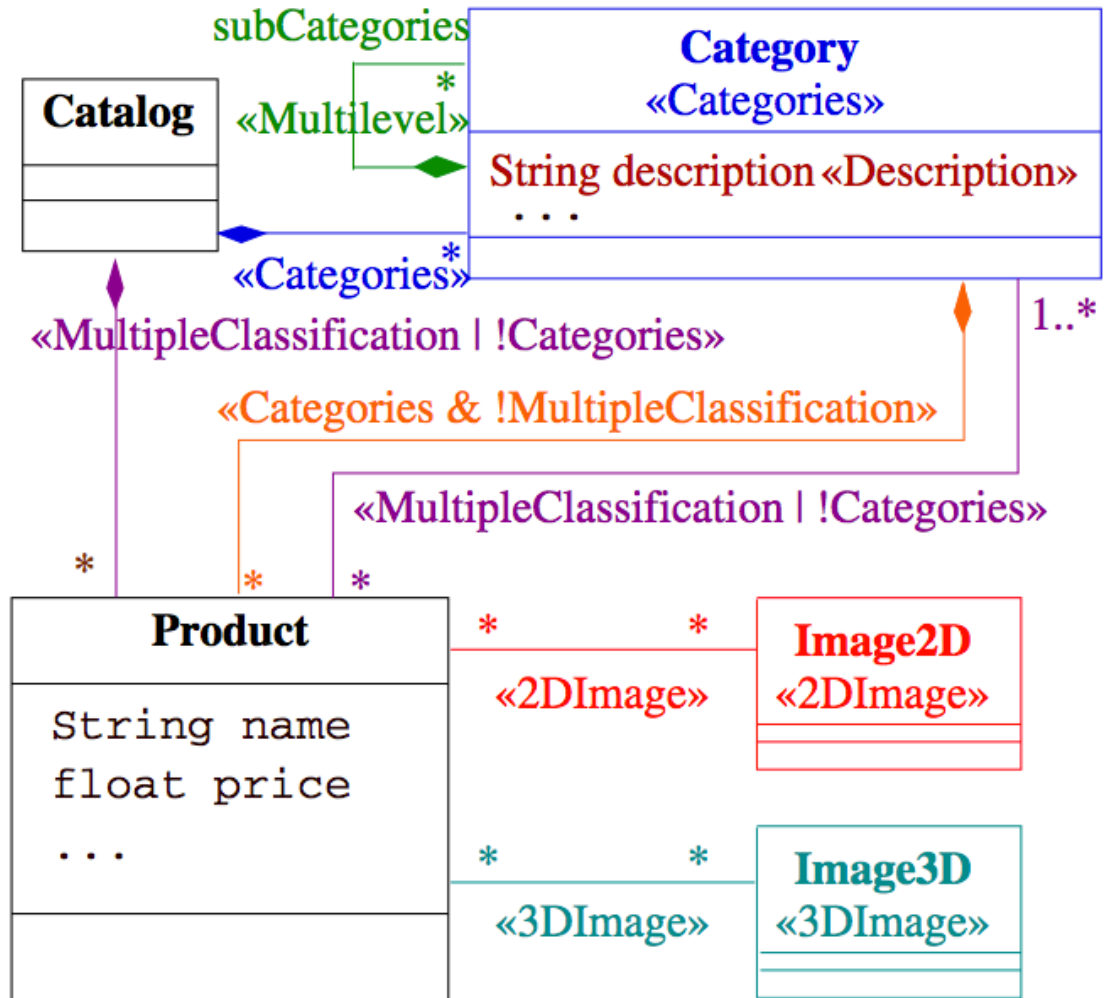 subCategories
*
«Multilevel»
Category
«Categories»
String description «Description»
. . .
Catalog
*
«Categories»
«MultipleClassification | !Categories»
1..*
«Categories & !MultipleClassification»
«MultipleClassification | !Categories»
*
*
*
Product
String name
float price
...
*
*
«2DImage»
Image2D
«2DImage»
*
*
«3DImage»
Image3D
«3DImage»